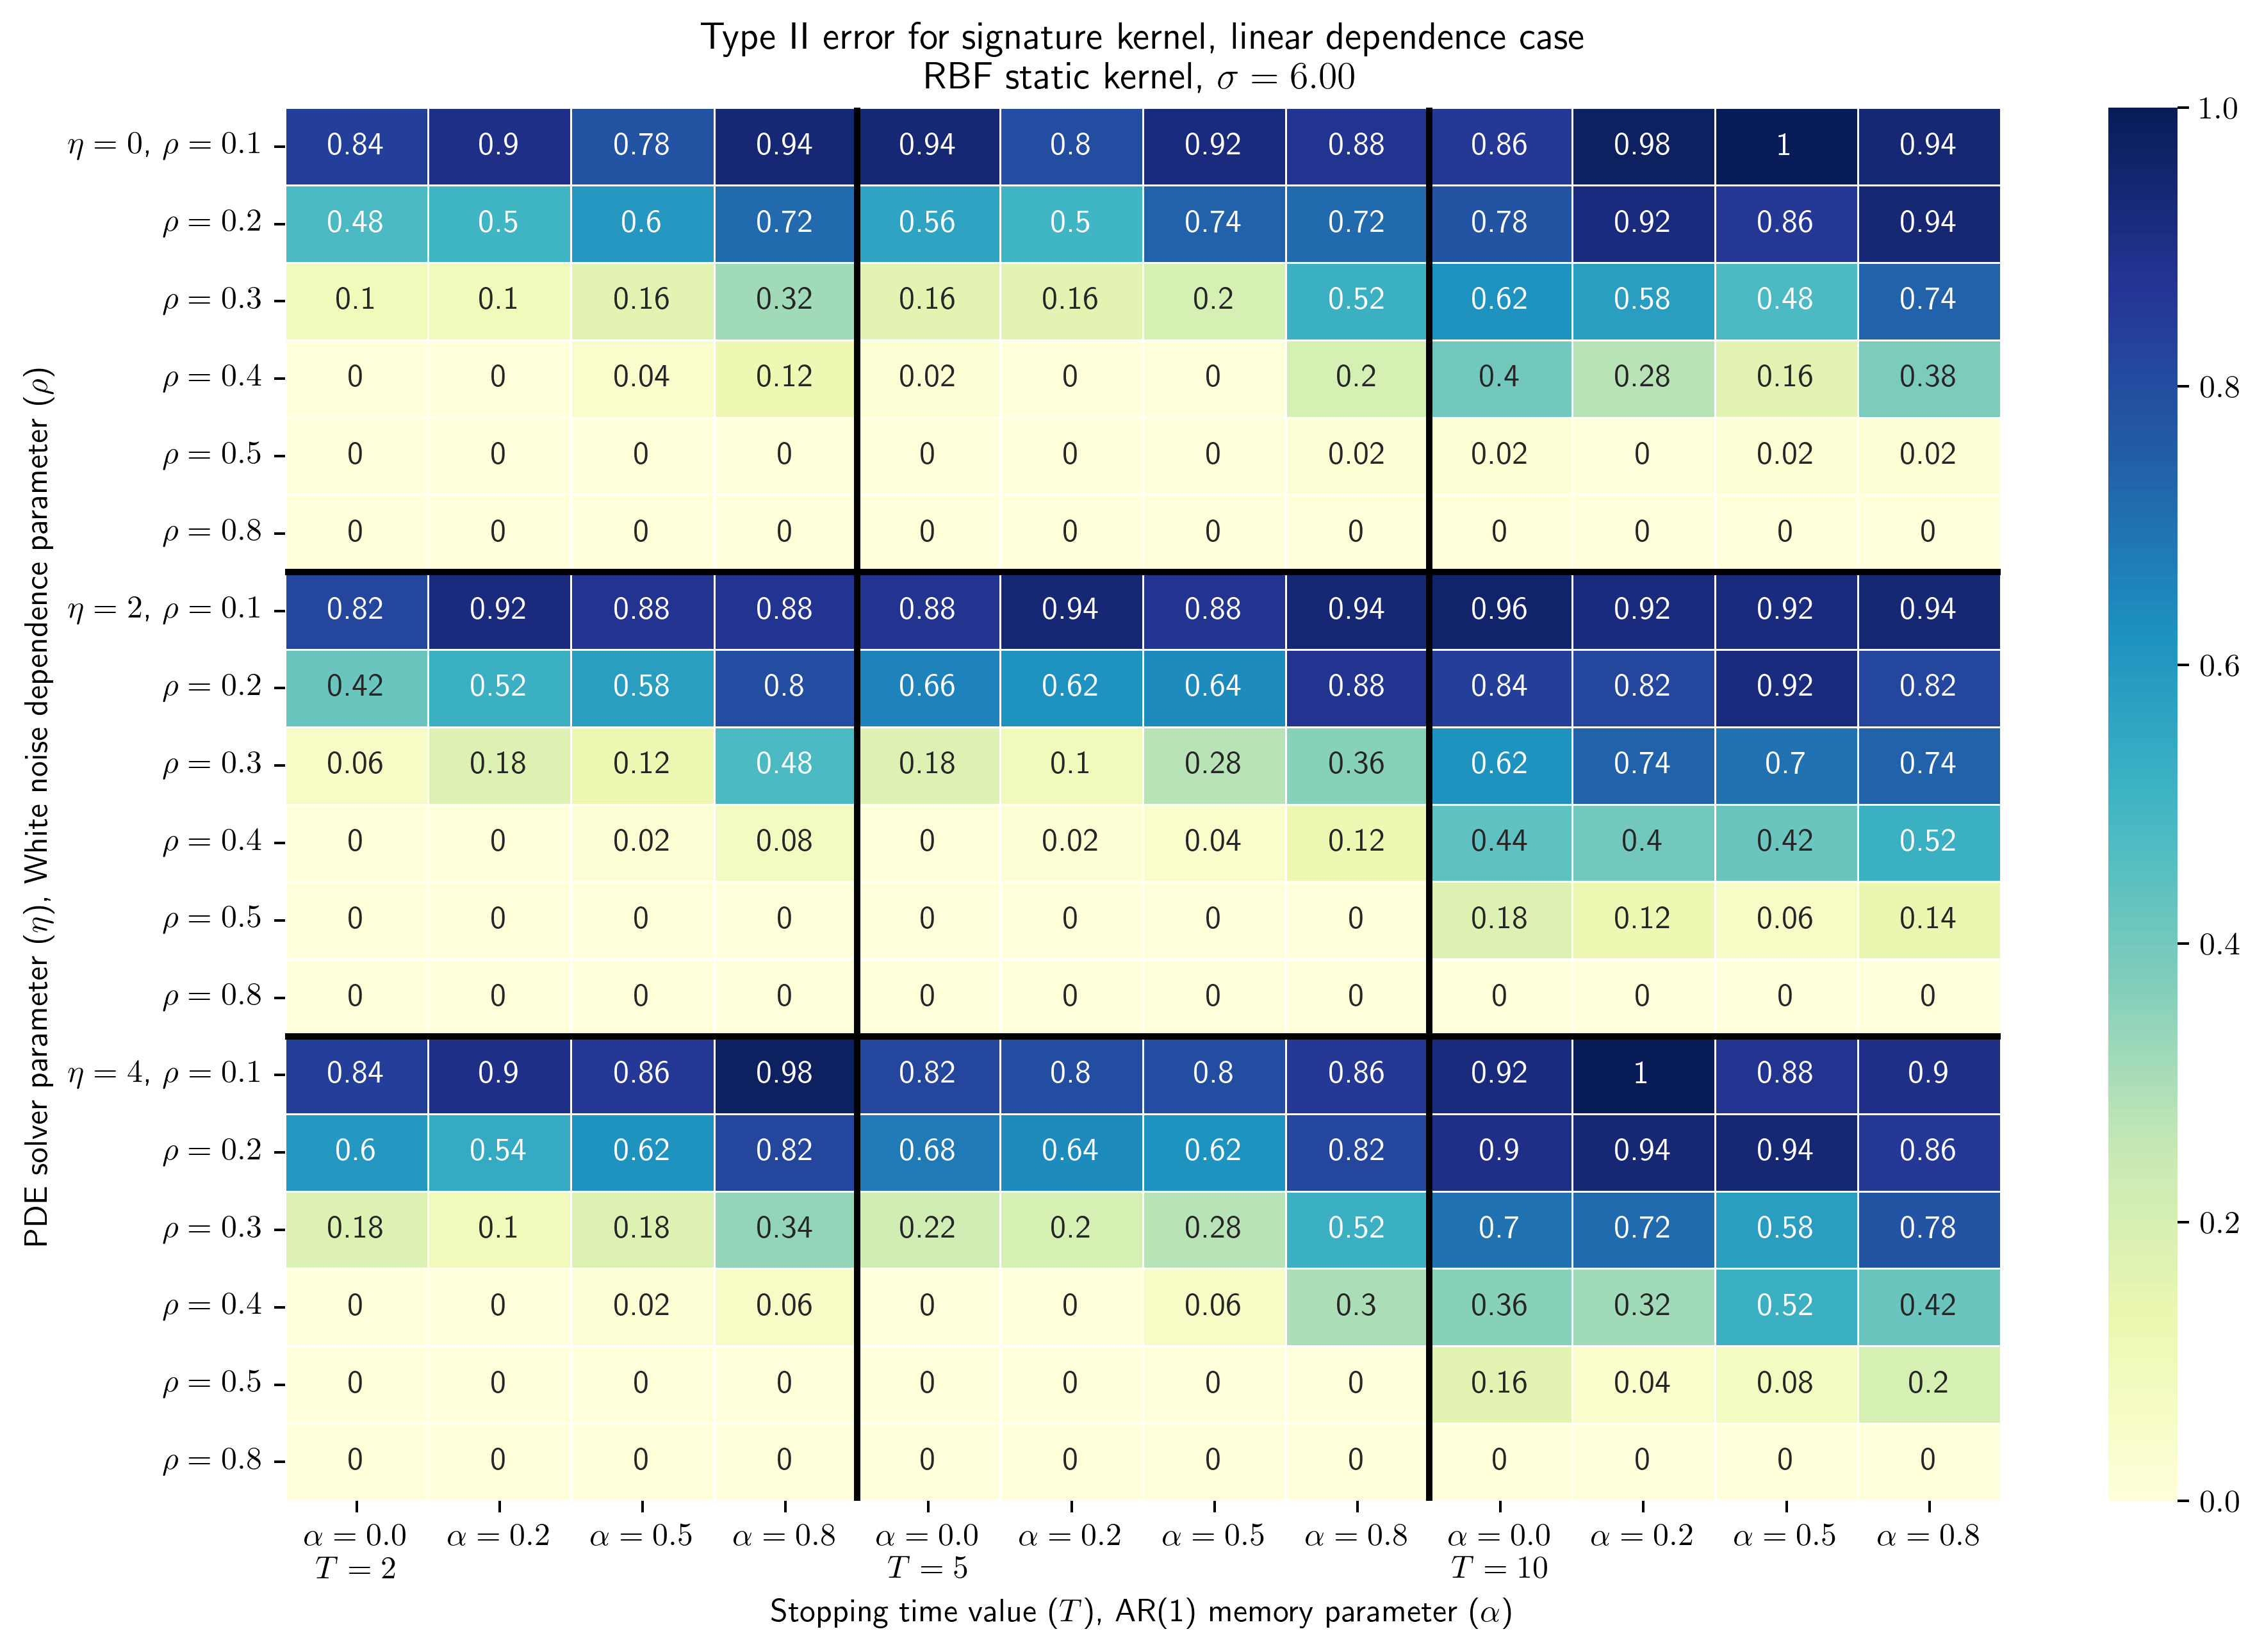 Type II error for signature kernel, linear dependence case
RBF static kernel, σ = 6.00
PDE solver parameter (η), White noise dependence parameter (ρ)
η = 0, ρ = 0.1 0.84 0.9 0.78 0.94 0.94 0.8 0.92 0.88 0.86 0.98 1 0.94
ρ = 0.2 0.48 0.5 0.6 0.72 0.56 0.5 0.74 0.72 0.78 0.92 0.86 0.94
ρ = 0.3 0.1 0.1 0.16 0.32 0.16 0.16 0.2 0.52 0.62 0.58 0.48 0.74
ρ = 0.4 0 0 0.04 0.12 0.02 0 0 0.2 0.4 0.28 0.16 0.38
ρ = 0.5 0 0 0 0 0 0 0 0.02 0.02 0 0.02 0.02
ρ = 0.8 0 0 0 0 0 0 0 0 0 0 0 0
η = 2, ρ = 0.1 0.82 0.92 0.88 0.88 0.88 0.94 0.88 0.94 0.96 0.92 0.92 0.94
ρ = 0.2 0.42 0.52 0.58 0.8 0.66 0.62 0.64 0.88 0.84 0.82 0.92 0.82
ρ = 0.3 0.06 0.18 0.12 0.48 0.18 0.1 0.28 0.36 0.62 0.74 0.7 0.74
ρ = 0.4 0 0 0.02 0.08 0 0.02 0.04 0.12 0.44 0.4 0.42 0.52
ρ = 0.5 0 0 0 0 0 0 0 0 0.18 0.12 0.06 0.14
ρ = 0.8 0 0 0 0 0 0 0 0 0 0 0 0
η = 4, ρ = 0.1 0.84 0.9 0.86 0.98 0.82 0.8 0.8 0.86 0.92 1 0.88 0.9
ρ = 0.2 0.6 0.54 0.62 0.82 0.68 0.64 0.62 0.82 0.9 0.94 0.94 0.86
ρ = 0.3 0.18 0.1 0.18 0.34 0.22 0.2 0.28 0.52 0.7 0.72 0.58 0.78
ρ = 0.4 0 0 0.02 0.06 0 0 0.06 0.3 0.36 0.32 0.52 0.42
ρ = 0.5 0 0 0 0 0 0 0 0 0.16 0.04 0.08 0.2
ρ = 0.8 0 0 0 0 0 0 0 0 0 0 0 0
α = 0.0 α = 0.2 α = 0.5 α = 0.8 α = 0.0 α = 0.2 α = 0.5 α = 0.8 α = 0.0 α = 0.2 α = 0.5 α = 0.8
T = 2 T = 5 T = 10
Stopping time value (T), AR(1) memory parameter (α)
1.0
0.8
0.6
0.4
0.2
0.0